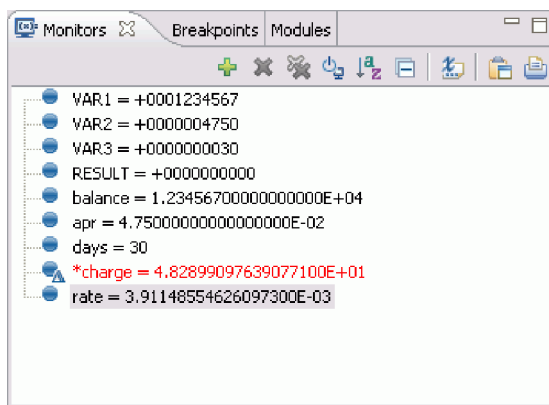 Monitors Breakpoints Modules
VAR1 = +0001234567
VAR2 = +0000004750
VAR3 = +0000000030
RESULT = +0000000000
balance = 1.23456700000000000E+04
apr = 4.75000000000000000E-02
days = 30
*charge = 4.82899097639077100E+01
rate = 3.91148554626097300E-03